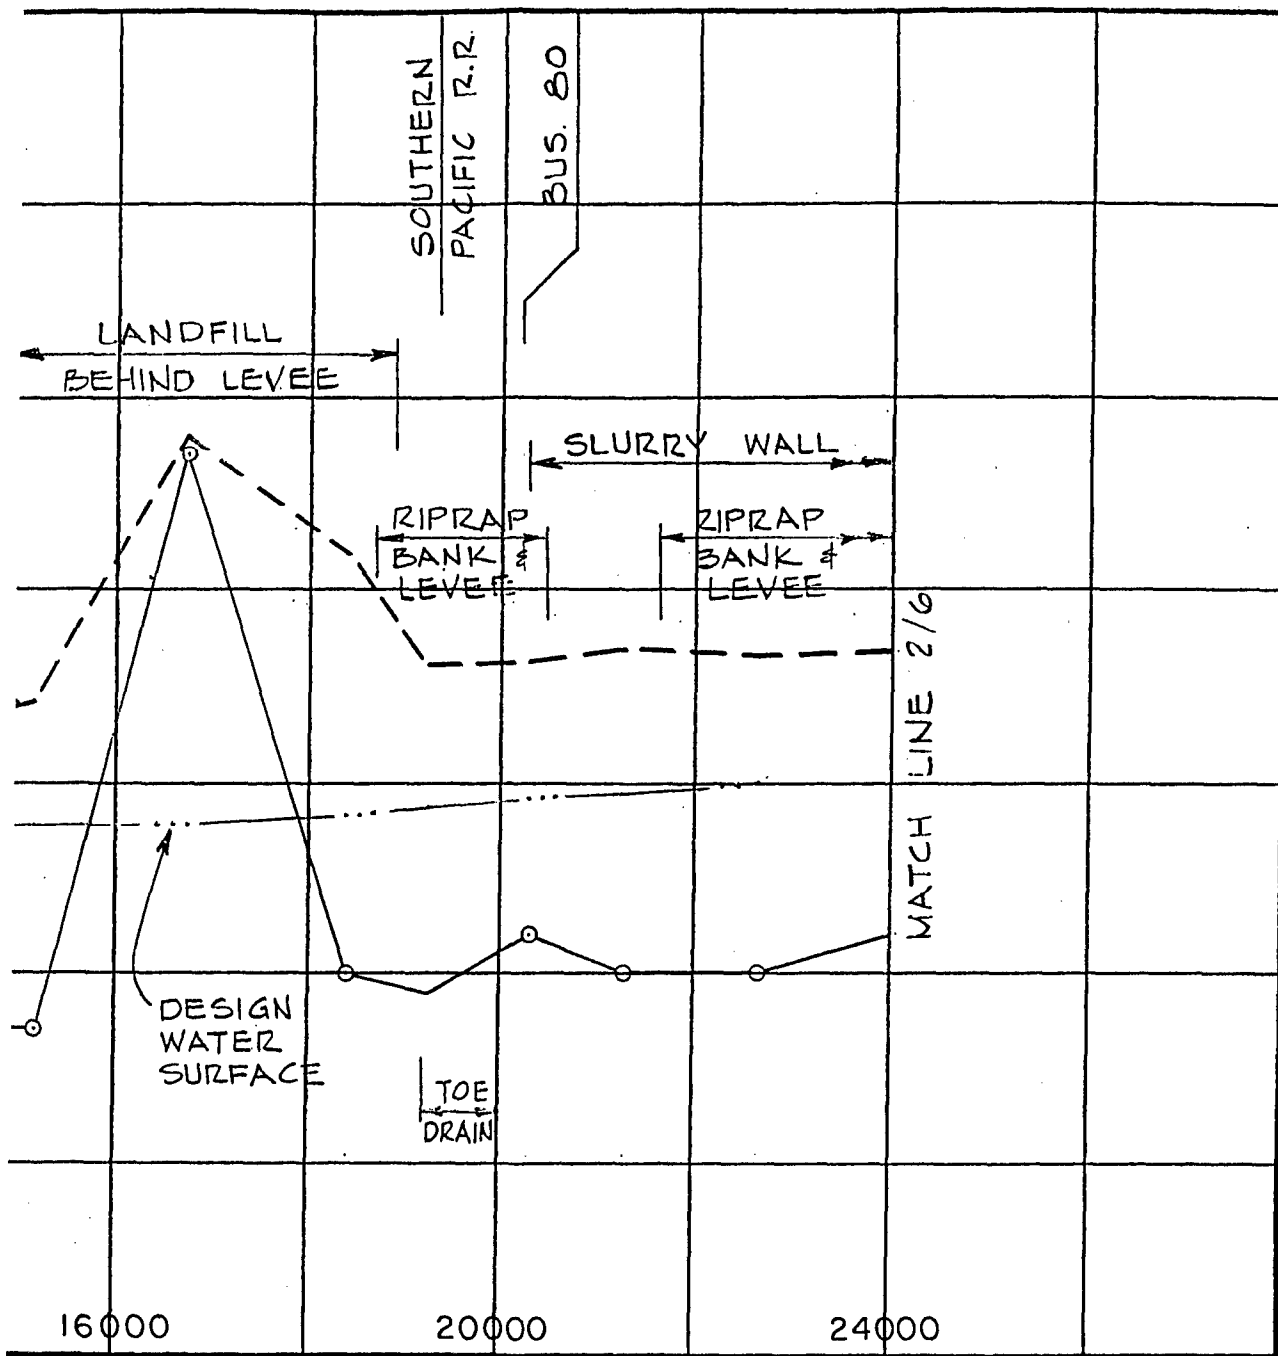 SOUTHERN
PACIFIC R.R.
BUS. 80
LANDFILL
BEHIND LEVEE
SLURRY WALL
RIPRAP
BANK &
LEVEE
RIPRAP
BANK &
LEVEE
MATCH LINE 2/6
DESIGN
WATER
SURFACE
TOE
DRAIN
16000
20000
24000